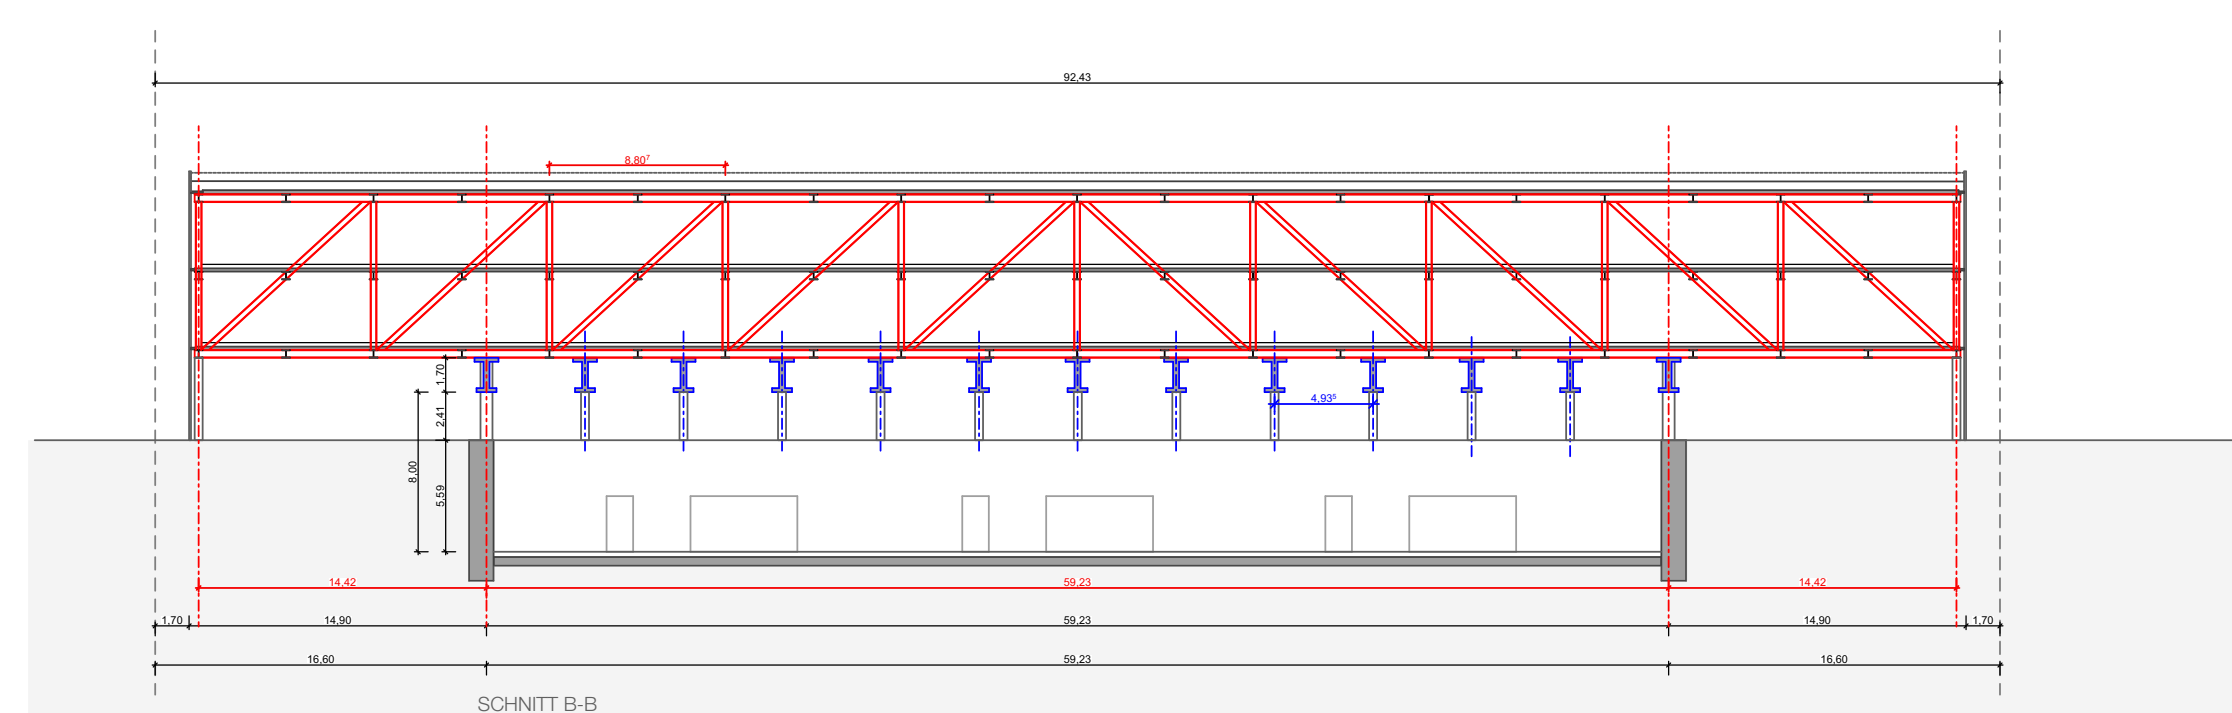 92,43
8,80⁷
1,70
2,41
4,93⁵
8,00
5,59
14,42 59,23 14,42
1,70 14,90 59,23 14,90 1,70
16,60 59,23 16,60
SCHNITT B-B